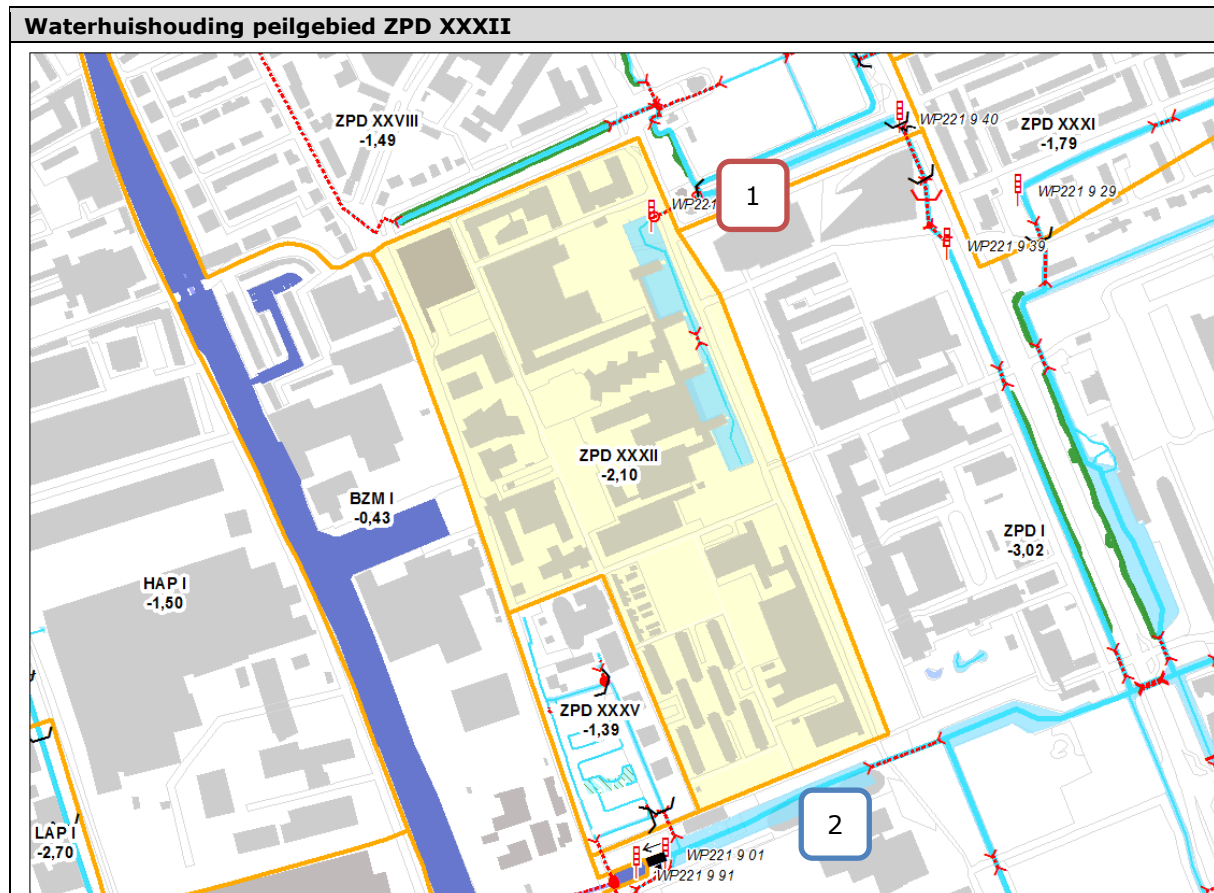 Waterhuishouding peilgebied ZPD XXXII
ZPD XXVIII
-1,49
WP221 9 40
ZPD XXXI
-1,79
WP221 9 29
1
WP221 9 39
ZPD XXXII
-2,10
BZM I
-0,43
ZPD I
-3,02
HAP I
-1,50
ZPD XXXV
-1,39
2
LAP I
-2,70
WP221 9 01
WP221 9 91